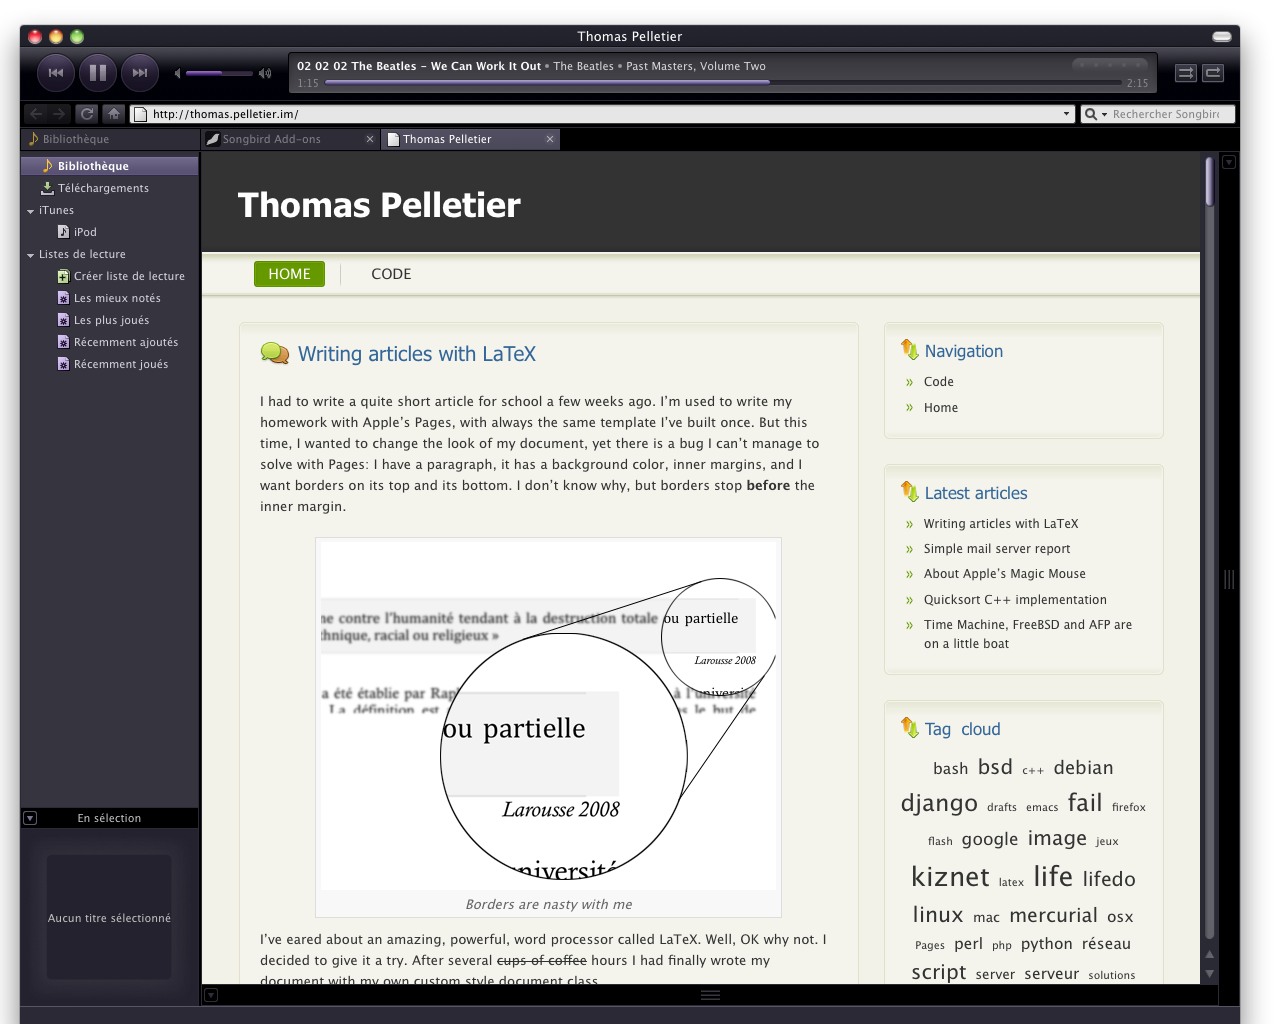 Thomas Pelletier
02 02 02 The Beatles – We Can Work It Out • The Beatles • Past Masters, Volume Two
1:15
2:15
http://thomas.pelletier.im/
Rechercher Songbird
Bibliothèque
Songbird Add-ons
Thomas Pelletier
Bibliothèque
Téléchargements
iTunes
iPod
Listes de lecture
Créer liste de lecture
Les mieux notés
Les plus joués
Récemment ajoutés
Récemment joués
En sélection
Aucun titre sélectionné
Thomas Pelletier
HOME
CODE
Writing articles with LaTeX
I had to write a quite short article for school a few weeks ago. I’m used to write my
homework with Apple’s Pages, with always the same template I’ve built once. But this
time, I wanted to change the look of my document, yet there is a bug I can’t manage to
solve with Pages: I have a paragraph, it has a background color, inner margins, and I
want borders on its top and its bottom. I don’t know why, but borders stop before the
inner margin.
ne contre l’humanité tendant à la destruction totale ou partielle
thnique, racial ou religieux »
Larousse 2008
a été établie par Rap
à l’université
La définition est
s le but de
ou partielle
Larousse 2008
université
Borders are nasty with me
I’ve eared about an amazing, powerful, word processor called LaTeX. Well, OK why not. I
decided to give it a try. After several cups of coffee hours I had finally wrote my
document with my own custom style document class.
Navigation
» Code
» Home
Latest articles
» Writing articles with LaTeX
» Simple mail server report
» About Apple’s Magic Mouse
» Quicksort C++ implementation
» Time Machine, FreeBSD and AFP are
on a little boat
Tag cloud
bash bsd c++ debian
django drafts emacs fail firefox
flash google image jeux
kiznet latex life lifedo
linux mac mercurial osx
Pages perl php python réseau
script server serveur solutions